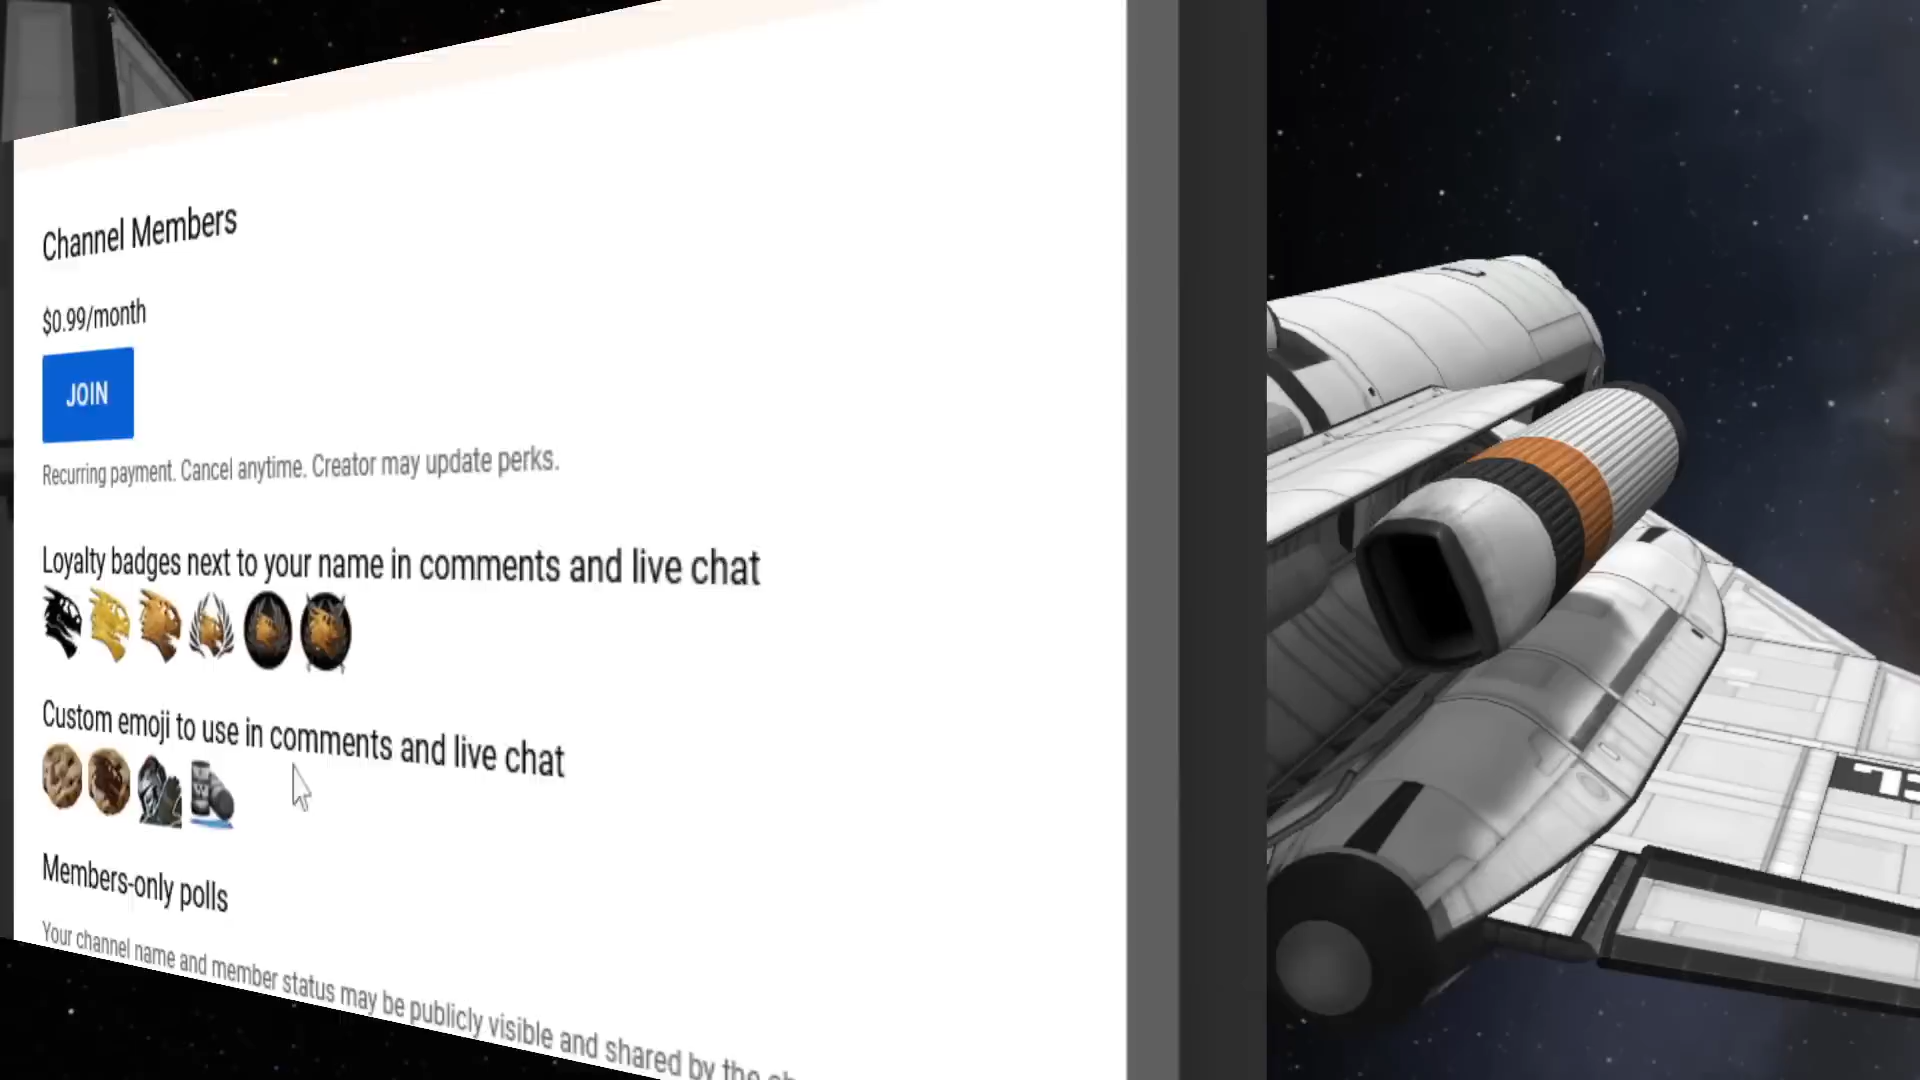 Channel Members
$0.99/month
JOIN
Recurring payment. Cancel anytime. Creator may update perks.
Loyalty badges next to your name in comments and live chat
Custom emoji to use in comments and live chat
Members-only polls
Your channel name and member status may be publicly visible and shared by the